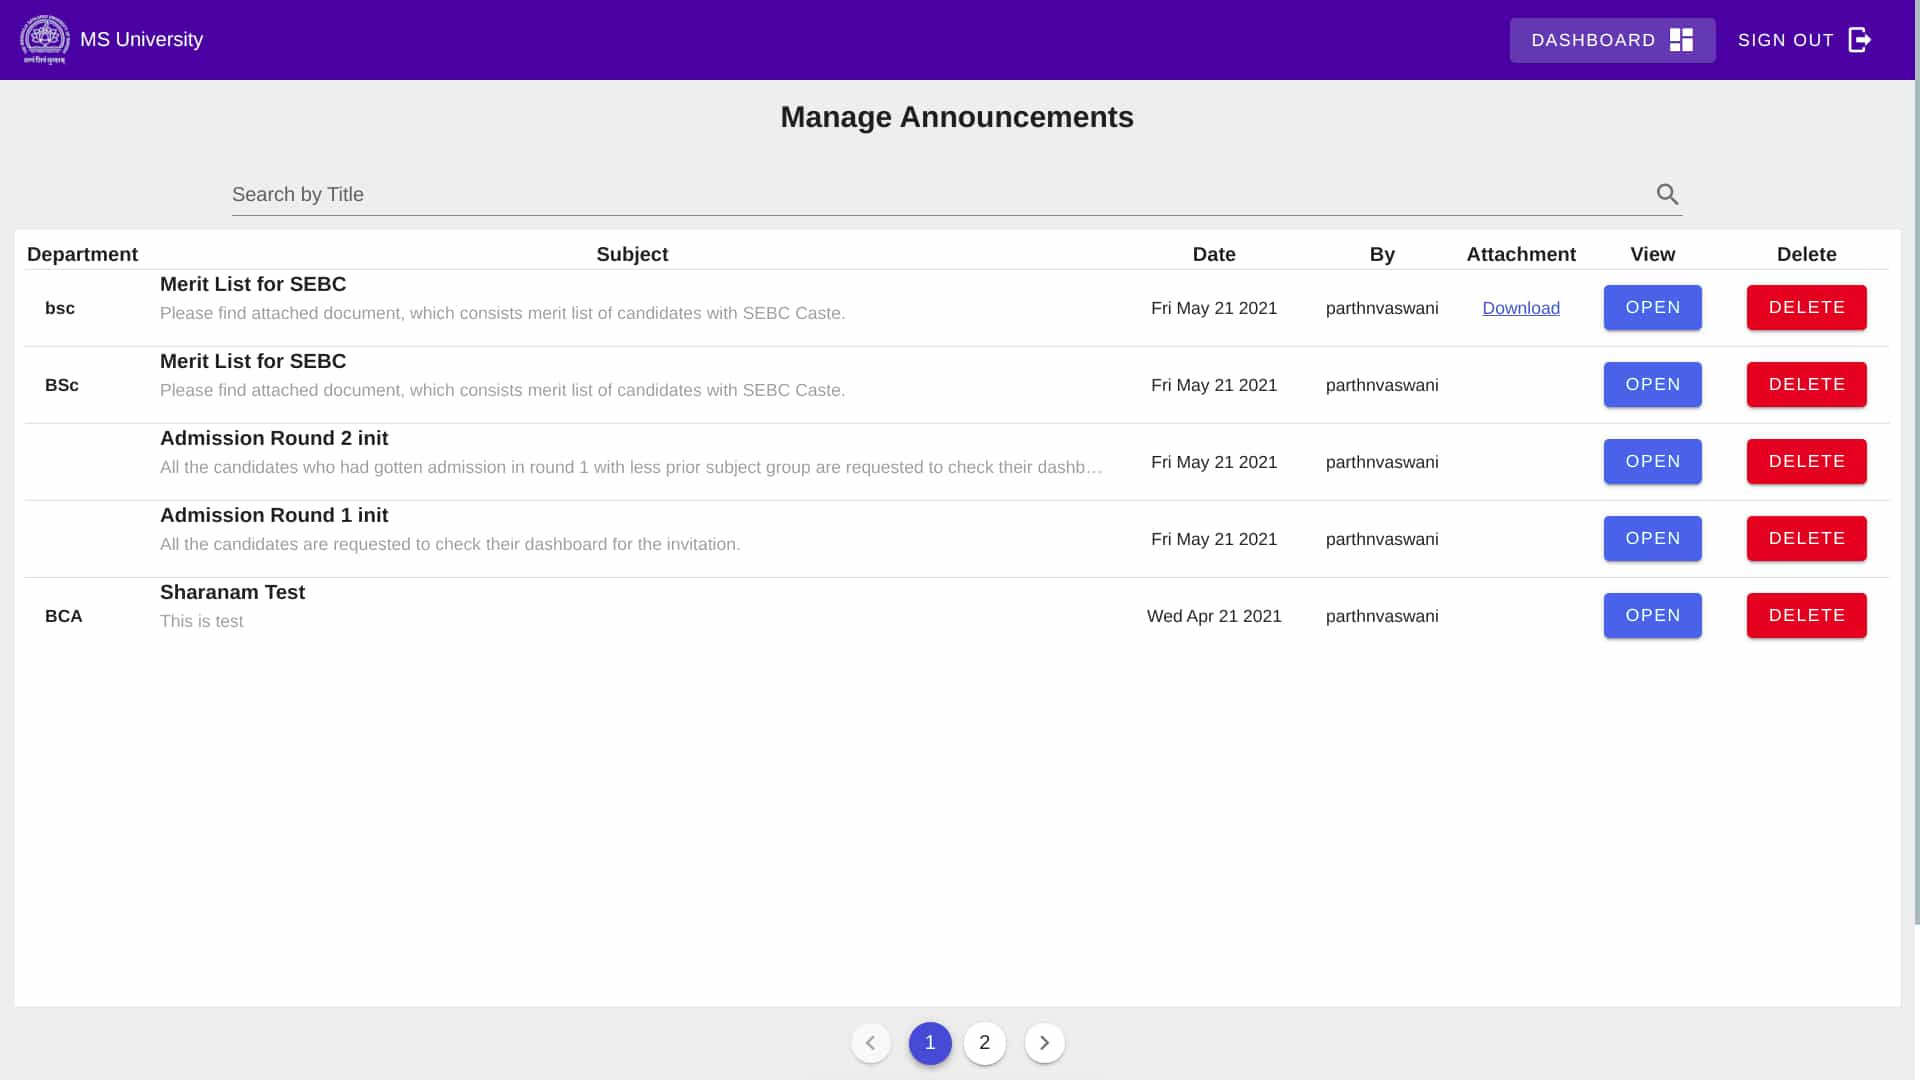 MS University
DASHBOARD
SIGN OUT
Manage Announcements
Search by Title
Department Subject Date By Attachment View Delete
Merit List for SEBC
bsc Please find attached document, which consists merit list of candidates with SEBC Caste. Fri May 21 2021 parthnvaswani Download OPEN DELETE
Merit List for SEBC
BSc Please find attached document, which consists merit list of candidates with SEBC Caste. Fri May 21 2021 parthnvaswani OPEN DELETE
Admission Round 2 init
All the candidates who had gotten admission in round 1 with less prior subject group are requested to check their dashb… Fri May 21 2021 parthnvaswani OPEN DELETE
Admission Round 1 init
All the candidates are requested to check their dashboard for the invitation. Fri May 21 2021 parthnvaswani OPEN DELETE
Sharanam Test
BCA This is test Wed Apr 21 2021 parthnvaswani OPEN DELETE
1 2